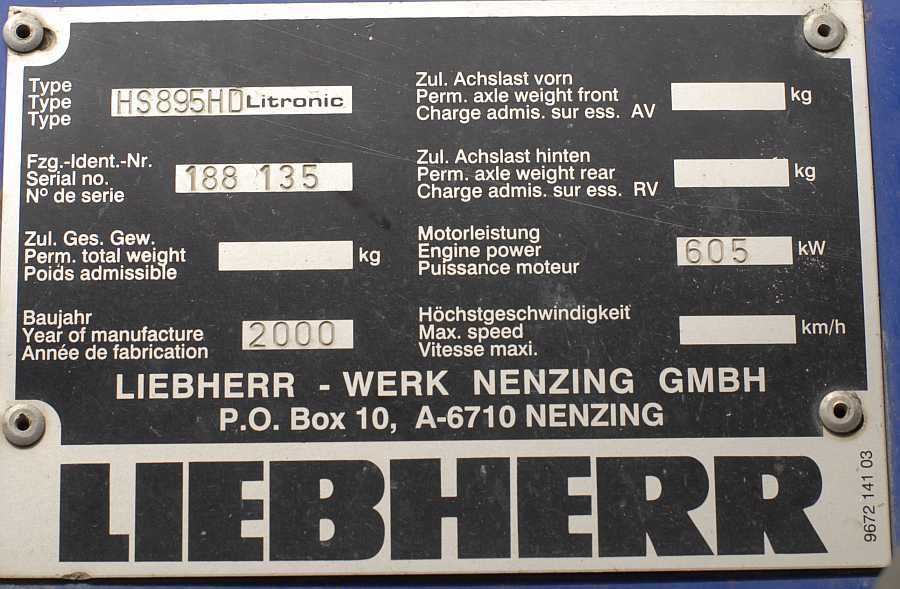 Type
Type HS895HD Litronic
Type
Fzg.-Ident.-Nr.
Serial no. 188 135
Nº de serie
Zul. Ges. Gew.
Perm. total weight kg
Poids admissible
Baujahr
Year of manufacture 2000
Année de fabrication
Zul. Achslast vorn
Perm. axle weight front kg
Charge admis. sur ess. AV
Zul. Achslast hinten
Perm. axle weight rear kg
Charge admis. sur ess. RV
Motorleistung
Engine power 605 kW
Puissance moteur
Höchstgeschwindigkeit
Max. speed km/h
Vitesse maxi.
LIEBHERR - WERK NENZING GMBH
P.O. Box 10, A-6710 NENZING
LIEBHERR
9672 141 03